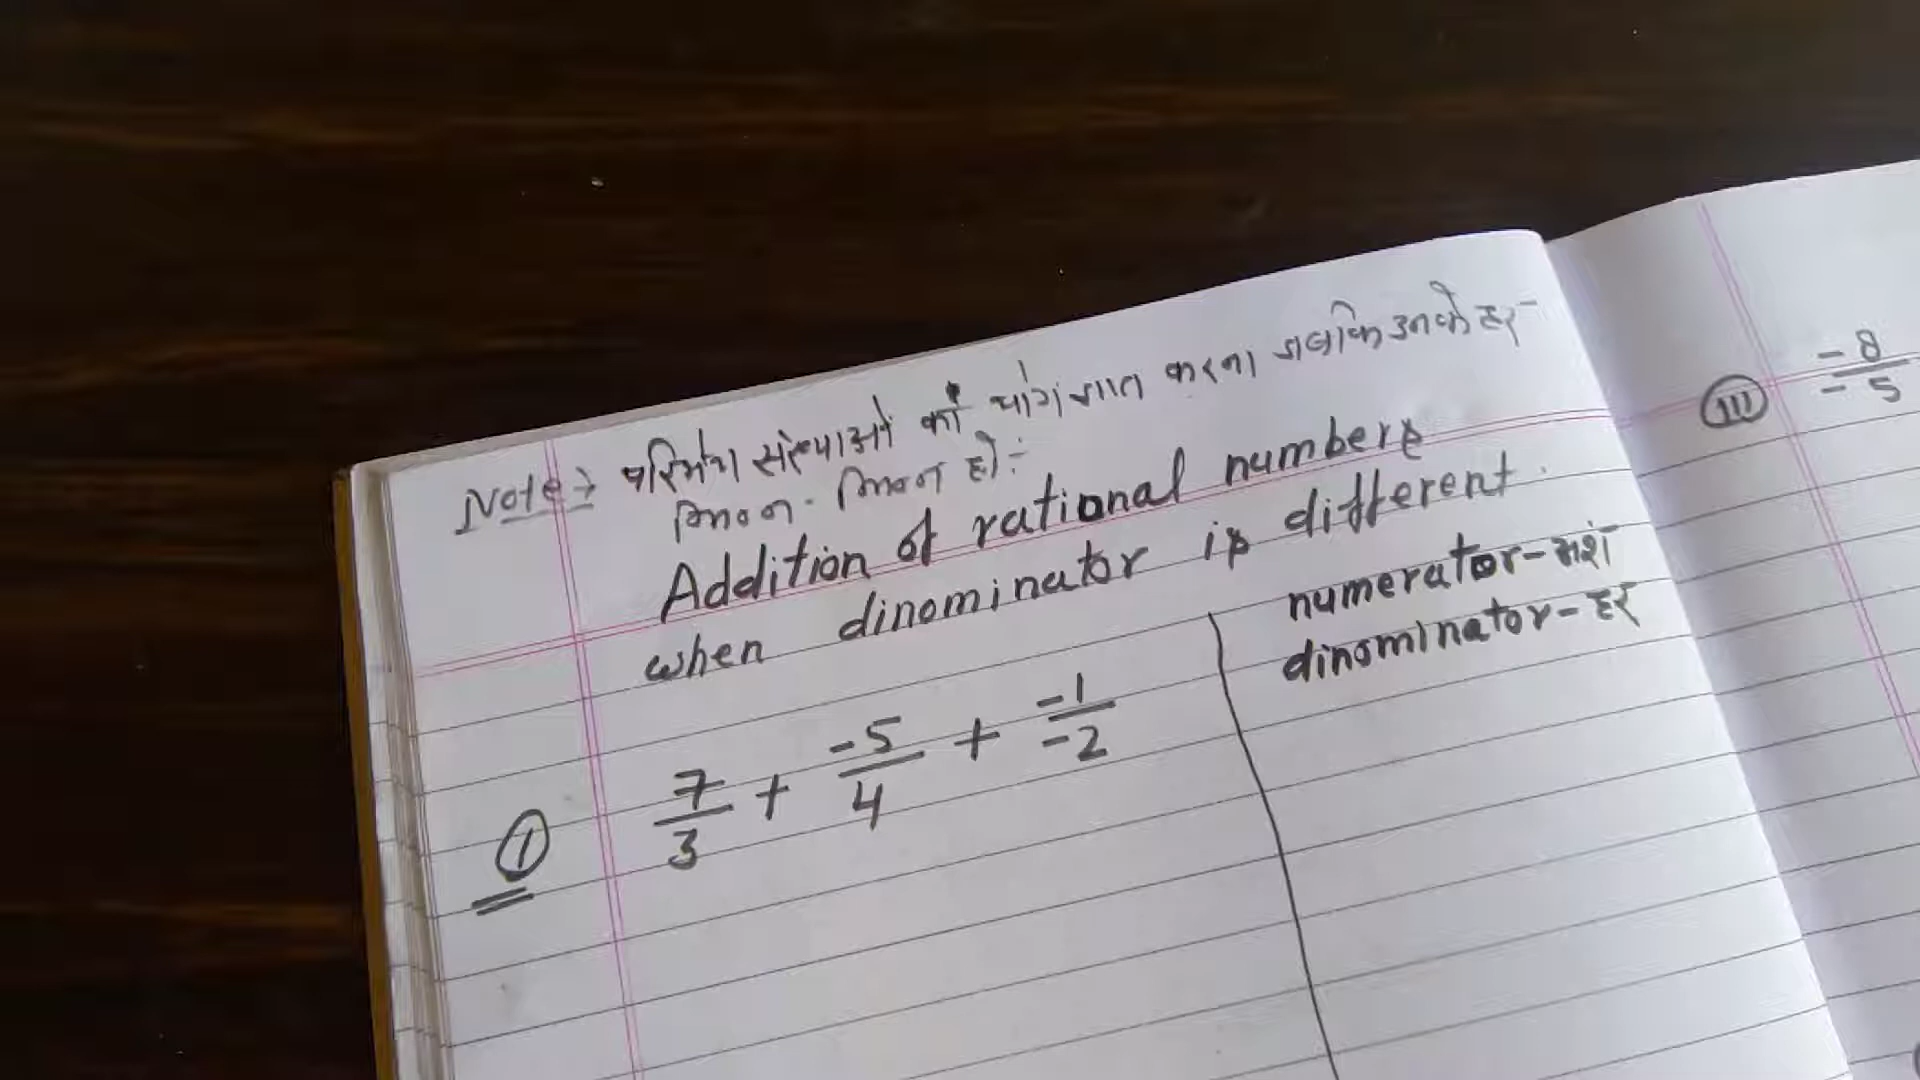 Note → परिमेय संख्याओं का योग ज्ञात करना जबकि उनके हर
भिन्न-भिन्न हो :-
Addition of rational numbers
when dinominator is different.
numerator - अशं
dinominator - हर
① 7/3 + -5/4 + -1/-2
(iii) -8/-5